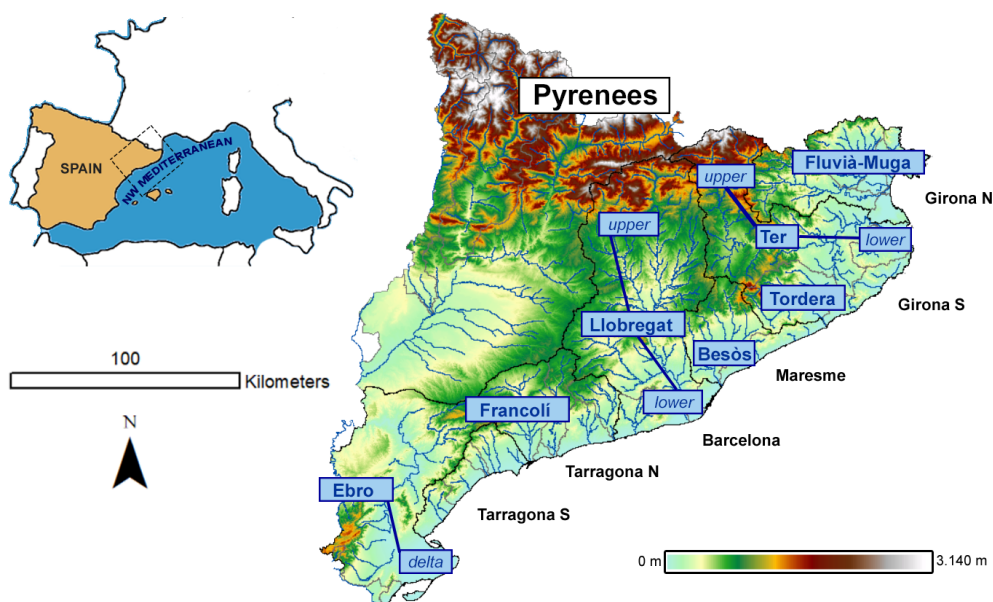 Pyrenees
SPAIN
NW MEDITERRANEAN
Fluvià-Muga
upper
Girona N
upper
Ter
lower
Tordera
Girona S
Llobregat
Besòs
100
Kilometers
Maresme
lower
Francolí
N
Barcelona
Tarragona N
Ebro
Tarragona S
delta
0 m
3.140 m